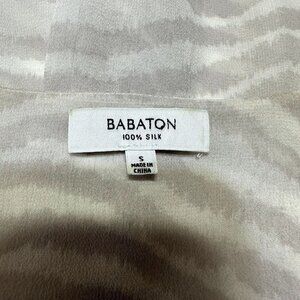 BABATON
100% SILK
S
MADE IN
CHINA